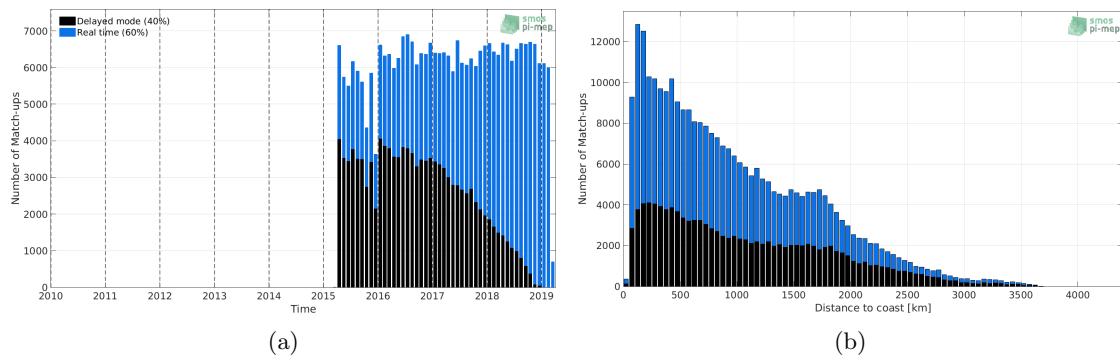 Delayed mode (40%)
Real time (60%)
smos
pi-mep
Number of Match-ups
7000
6000
5000
4000
3000
2000
1000
0
2010 2011 2012 2013 2014 2015 2016 2017 2018 2019
Time
(a)
smos
pi-mep
Number of Match-ups
12000
10000
8000
6000
4000
2000
0
0 500 1000 1500 2000 2500 3000 3500 4000
Distance to coast [km]
(b)